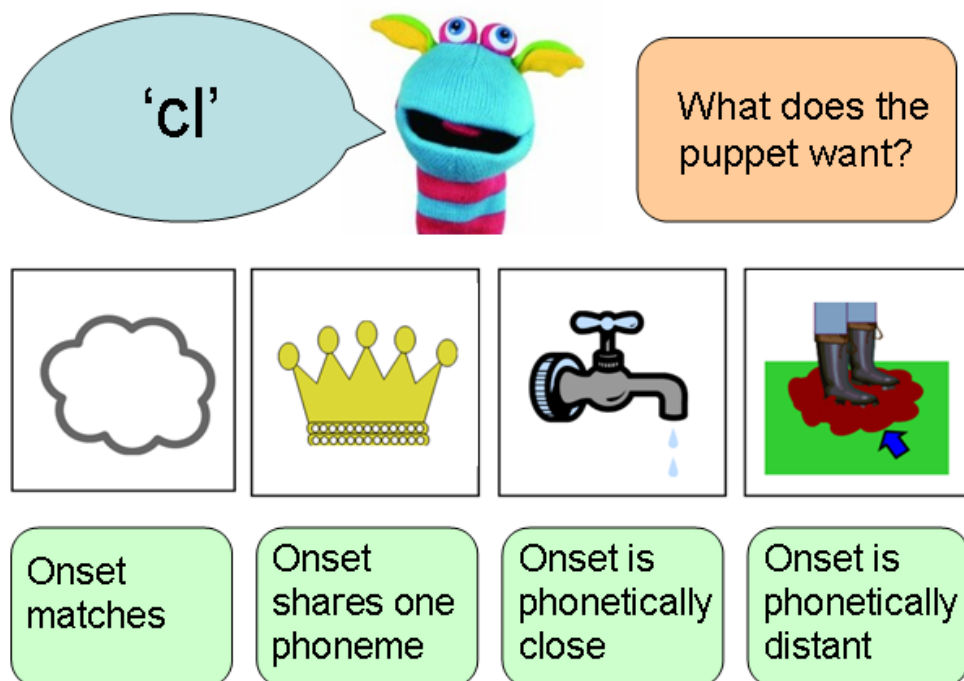 ‘cl’
What does the
puppet want?
Onset
matches
Onset
shares one
phoneme
Onset is
phonetically
close
Onset is
phonetically
distant